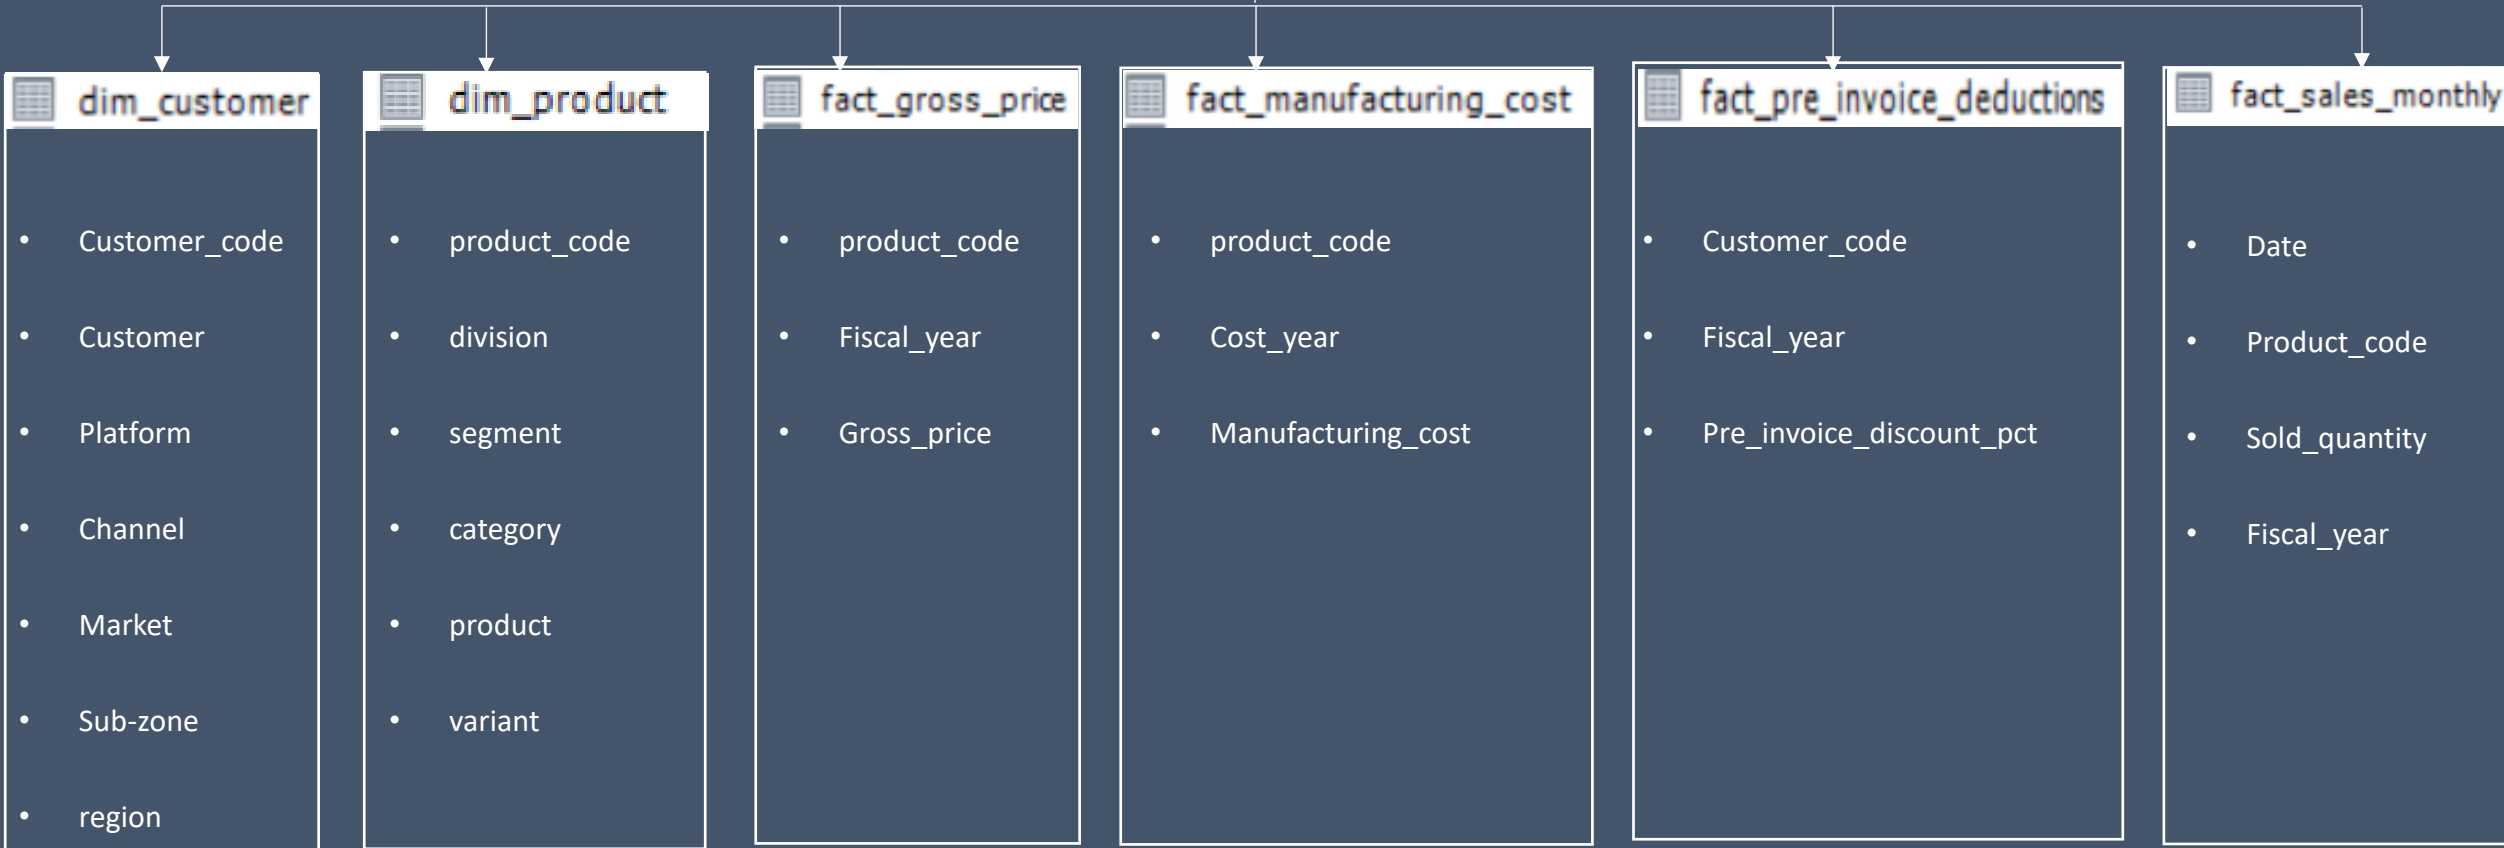 dim_customer
Customer_code
Customer
Platform
Channel
Market
Sub-zone
region
dim_product
product_code
division
segment
category
product
variant
fact_gross_price
product_code
Fiscal_year
Gross_price
fact_manufacturing_cost
product_code
Cost_year
Manufacturing_cost
fact_pre_invoice_deductions
Customer_code
Fiscal_year
Pre_invoice_discount_pct
fact_sales_monthly
Date
Product_code
Sold_quantity
Fiscal_year